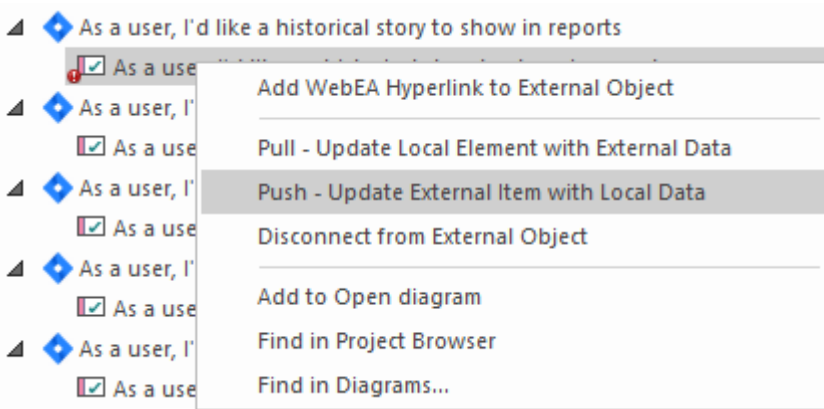 As a user, I'd like a historical story to show in reports
As a use
Add WebEA Hyperlink to External Object
As a user, I'
As a use
Pull - Update Local Element with External Data
As a user, I'
Push - Update External Item with Local Data
As a use
Disconnect from External Object
As a user, I'
Add to Open diagram
As a use
Find in Project Browser
As a user, I'
Find in Diagrams...
As a use